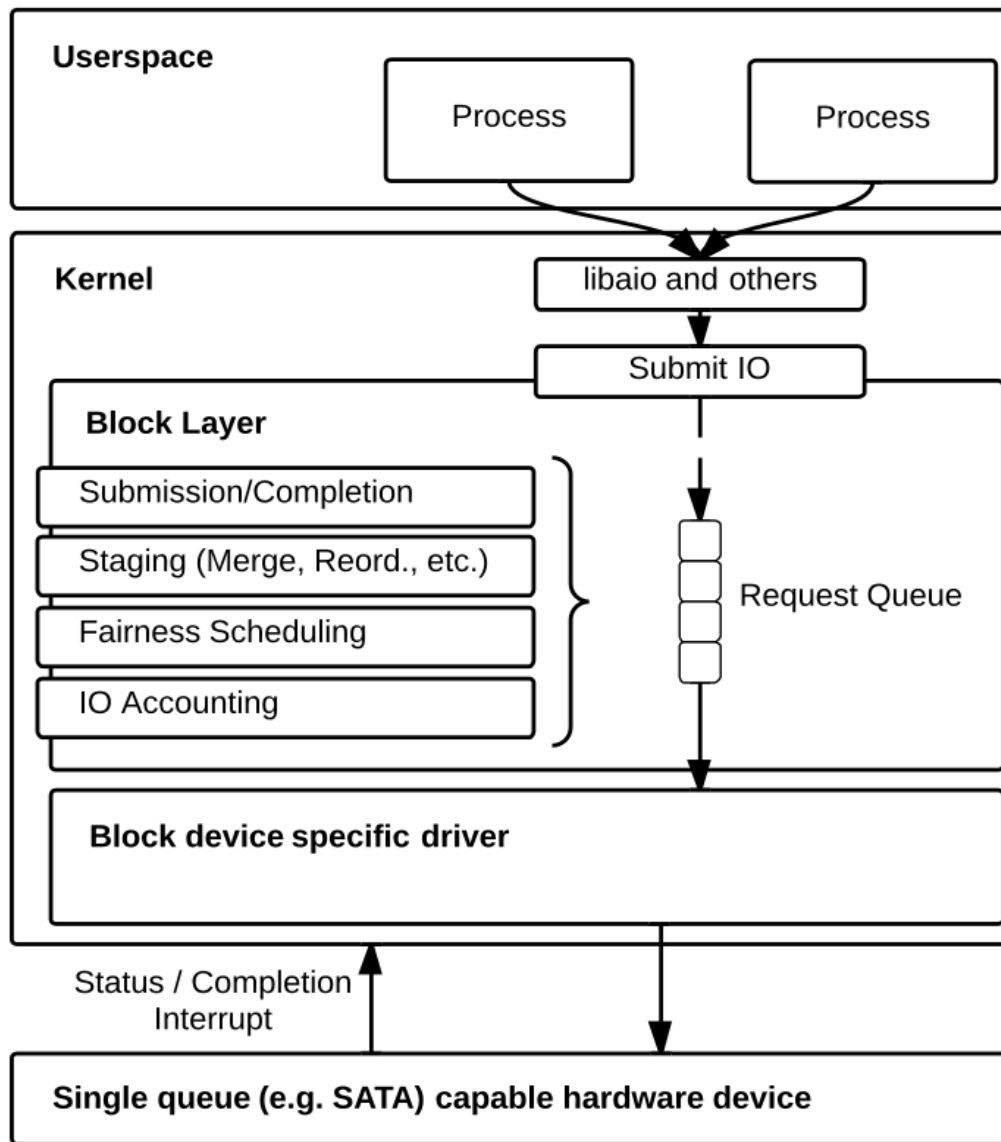 Userspace
Process
Process
Kernel
libaio and others
Submit IO
Block Layer
Submission/Completion
Staging (Merge, Reord., etc.)
Fairness Scheduling
IO Accounting
Request Queue
Block device specific driver
Status / Completion
Interrupt
Single queue (e.g. SATA) capable hardware device